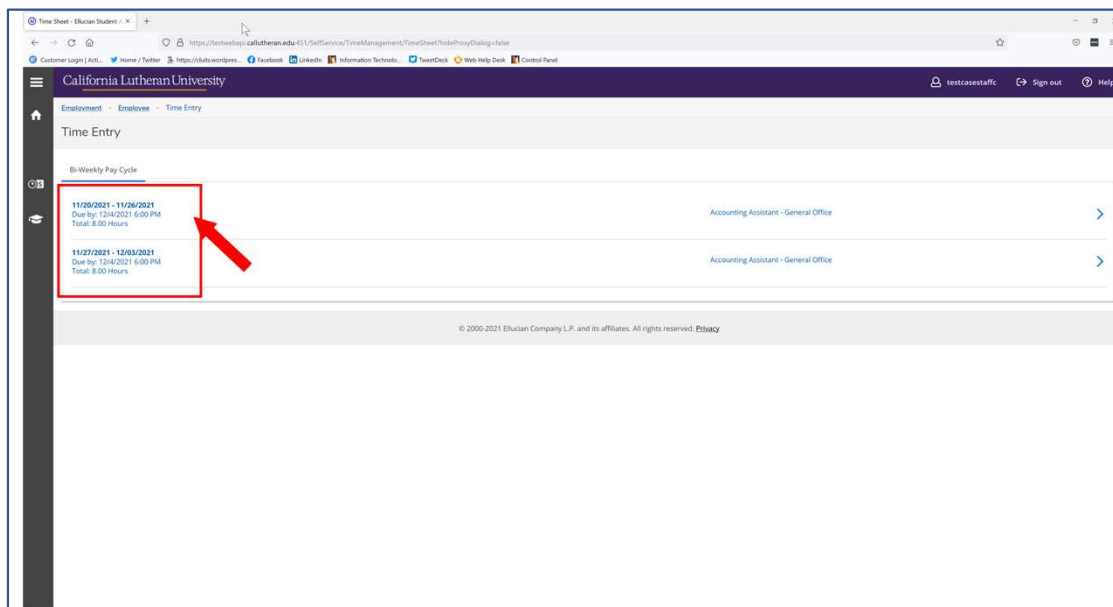 Time Sheet - Ellucian Student
https://testwebapi.callutheran.edu:451/SelfService/TimeManagement/TimeSheet?hideProxyDialog=false
Customer Login | Acti... Home / Twitter https://cluits.wordpres... Facebook LinkedIn Information Technolo... TweetDeck Web Help Desk Control Panel
California Lutheran University testcasestaffc Sign out Help
Employment Employee Time Entry
Time Entry
Bi-Weekly Pay Cycle
11/20/2021 - 11/26/2021
Due by: 12/4/2021 6:00 PM
Total: 8.00 Hours
Accounting Assistant - General Office
11/27/2021 - 12/03/2021
Due by: 12/4/2021 6:00 PM
Total: 8.00 Hours
Accounting Assistant - General Office
© 2000-2021 Ellucian Company L.P. and its affiliates. All rights reserved. Privacy